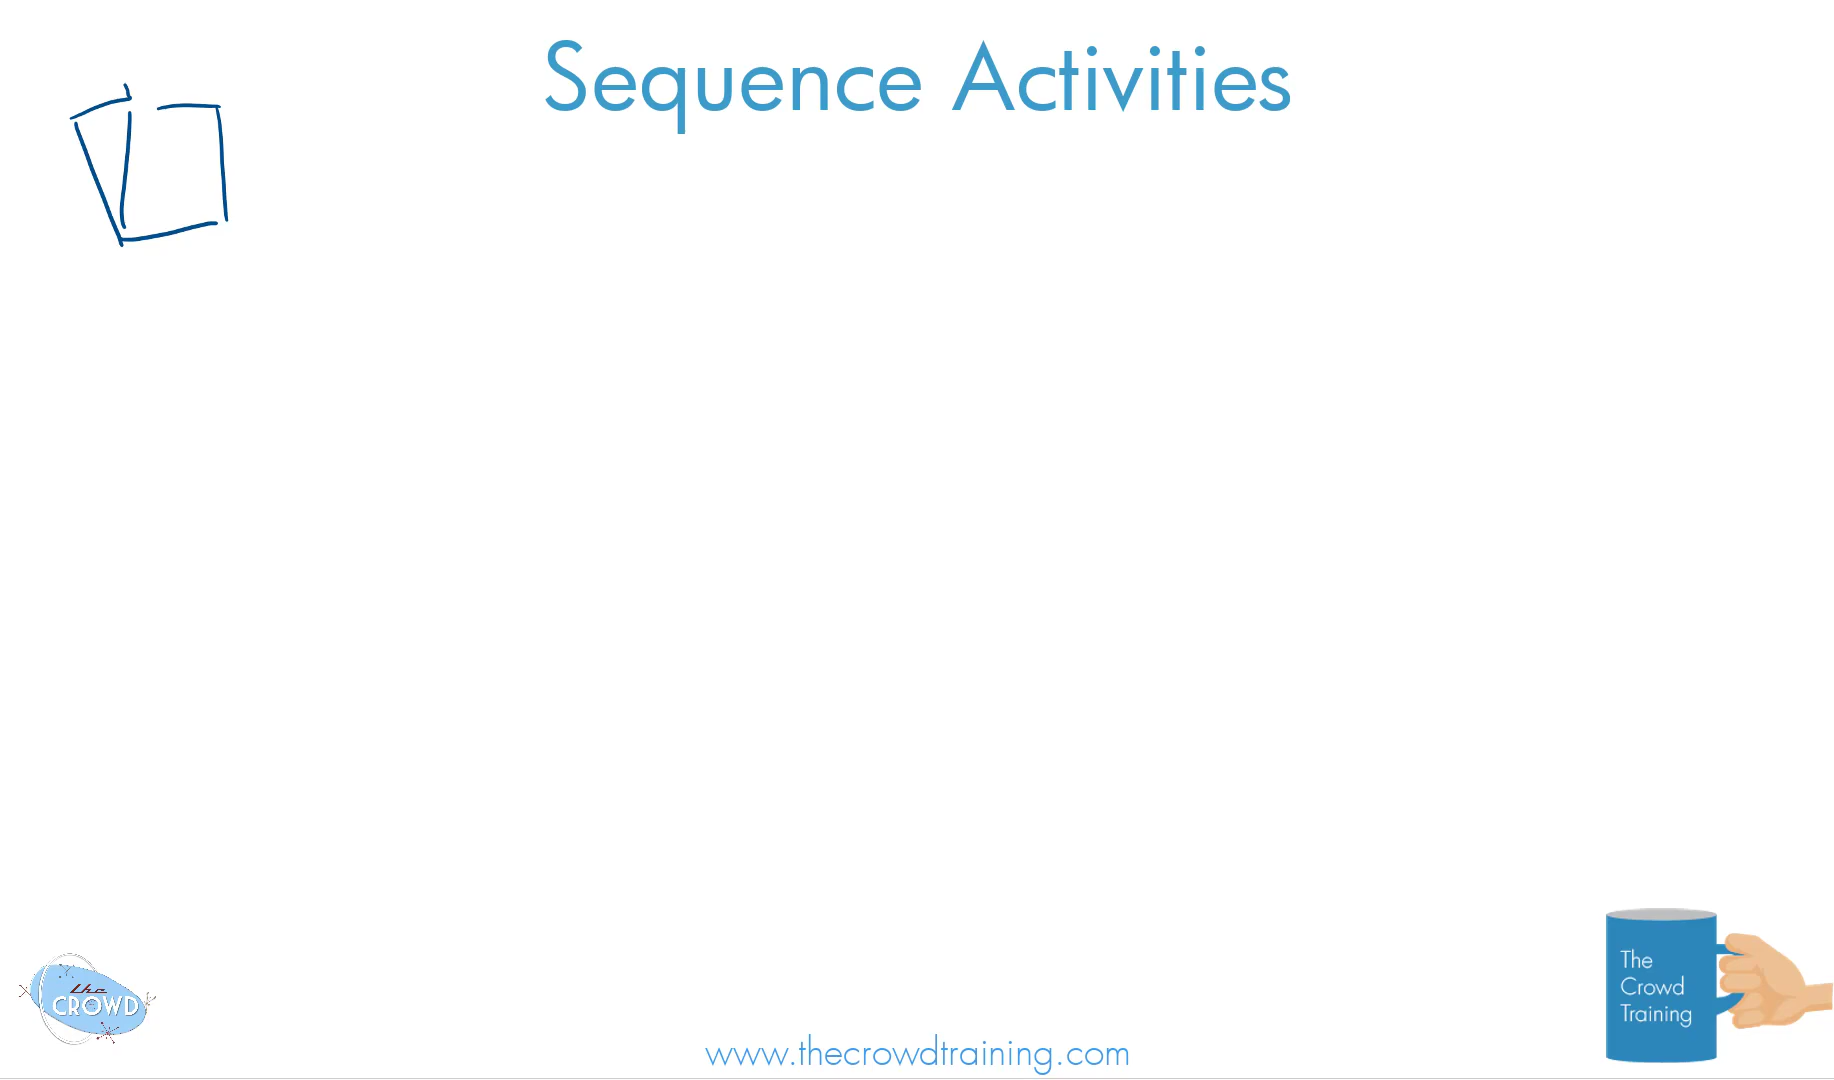 Sequence Activities
the
CROWD
The
Crowd
Training
www.thecrowdtraining.com